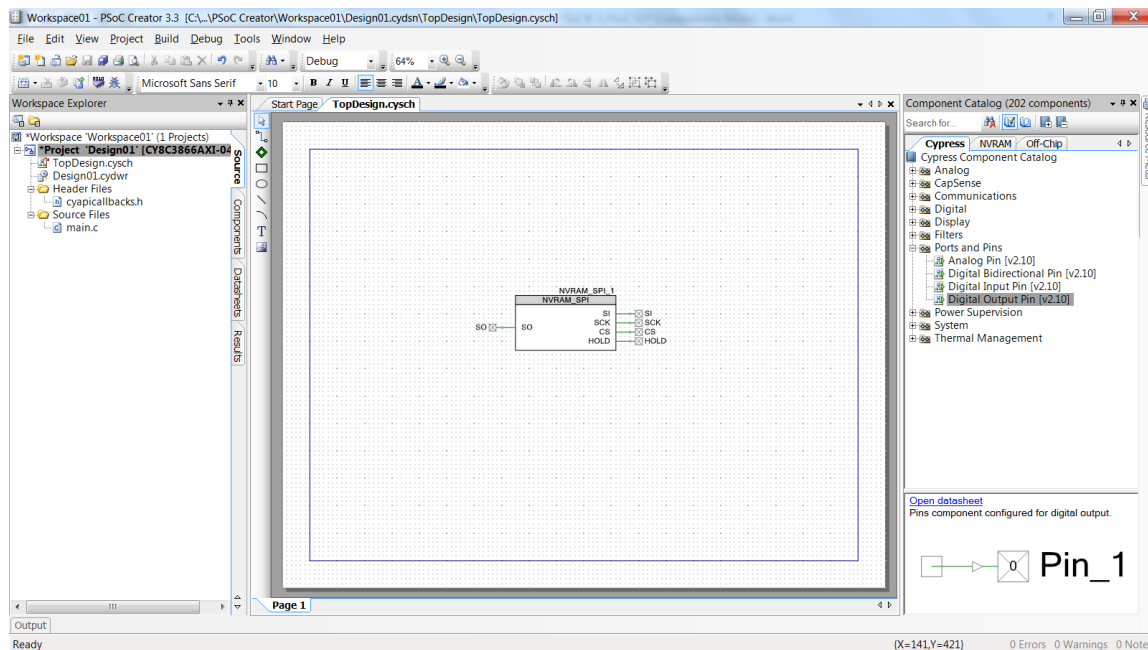 Workspace01 - PSoC Creator 3.3 [C:\...\PSoC Creator\Workspace01\Design01.cydsn\TopDesign\TopDesign.cysch]
File Edit View Project Build Debug Tools Window Help
Debug 64%
Microsoft Sans Serif 10 B I U A
Workspace Explorer
*Workspace 'Workspace01' (1 Projects)
*Project 'Design01' [CY8C3866AXI-04
TopDesign.cysch
Design01.cydwr
Header Files
cyapicallbacks.h
Source Files
main.c
Source
Components
Datasheets
Results
Start Page
TopDesign.cysch
T
NVRAM_SPI_1
NVRAM_SPI
SO SO
SI SI
SCK SCK
CS CS
HOLD HOLD
Page 1
Component Catalog (202 components)
Search for...
Cypress NVRAM Off-Chip
Cypress Component Catalog
Analog
CapSense
Communications
Digital
Display
Filters
Ports and Pins
Analog Pin [v2.10]
Digital Bidirectional Pin [v2.10]
Digital Input Pin [v2.10]
Digital Output Pin [v2.10]
Power Supervision
System
Thermal Management
Open datasheet
Pins component configured for digital output.
0 Pin_1
Output
Ready
{X=141,Y=421}
0 Errors 0 Warnings 0 Note